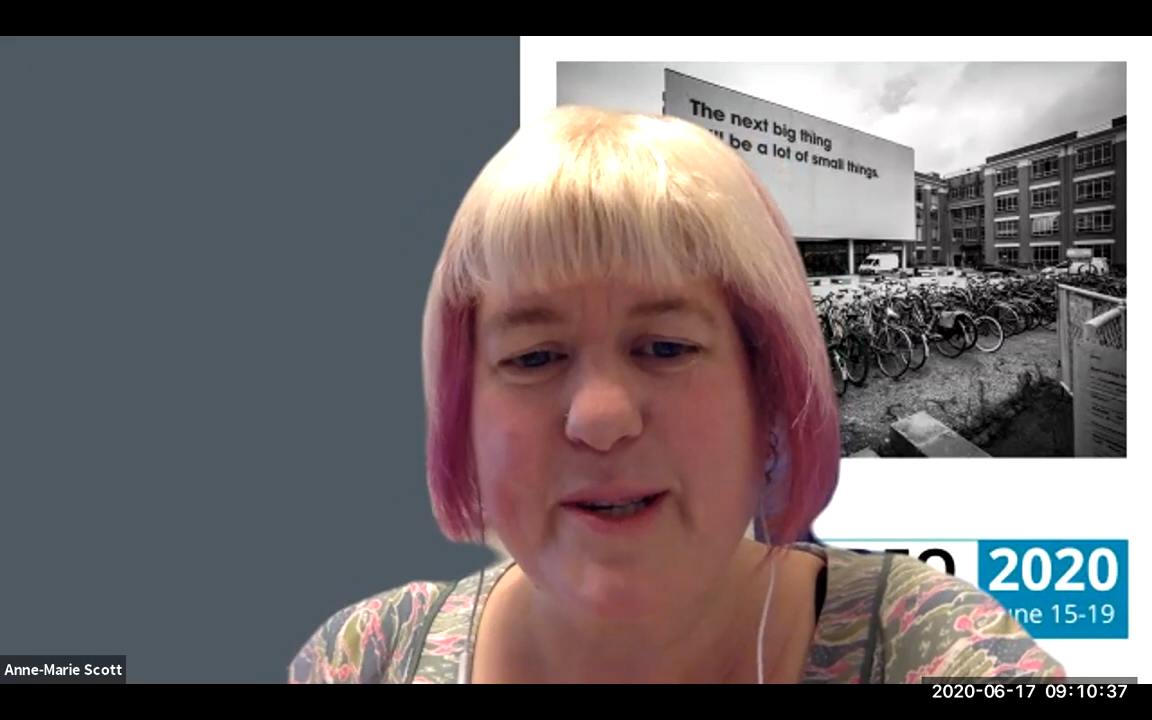 The next big thing
be a lot of small things.
2020
June 15-19
Anne-Marie Scott
2020-06-17 09:10:37